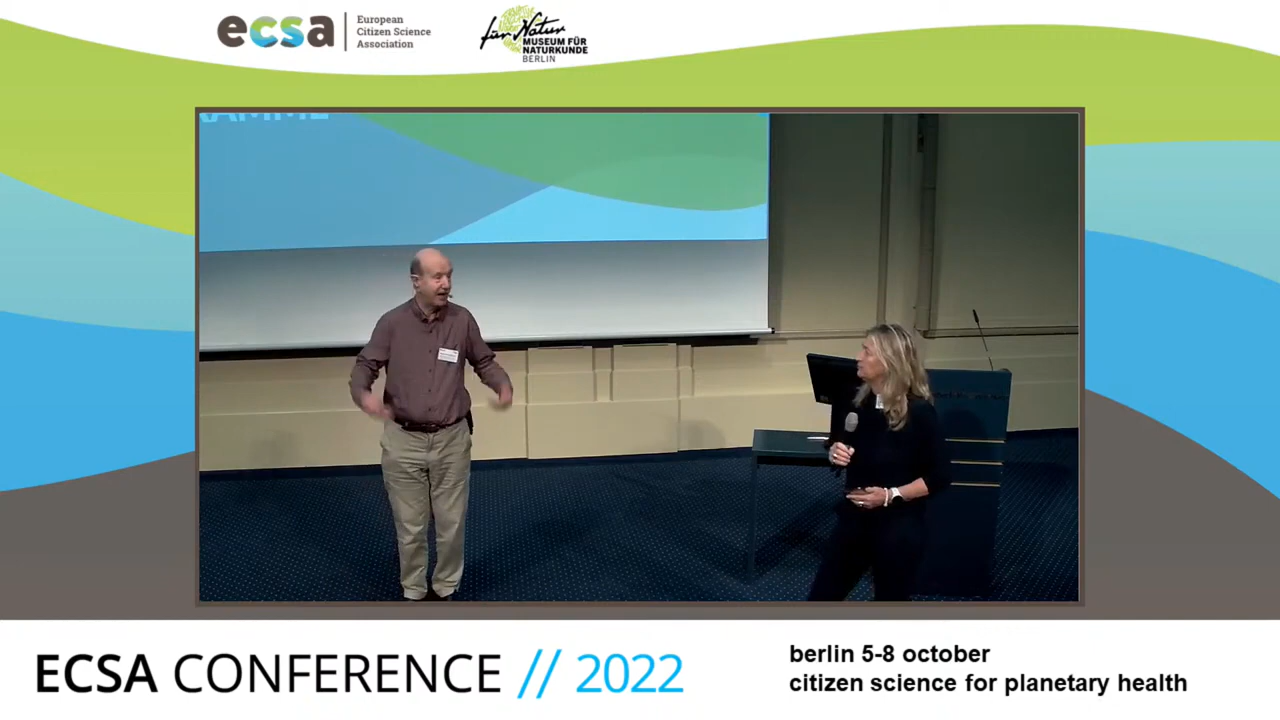 ecsa
European
Citizen Science
Association
für Natur
MUSEUM FÜR
NATURKUNDE
BERLIN
ECSA CONFERENCE // 2022
berlin 5-8 october
citizen science for planetary health